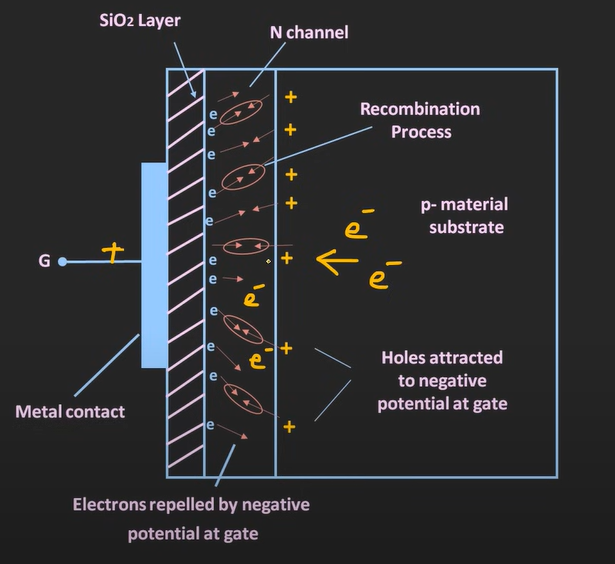 SiO2 Layer
N channel
Recombination
Process
p- material
substrate
G
+
e
e
e
e
e
e
e
e
e
e
e
+
+
+
+
+
+
+
e-
e-
e-
e-
Holes attracted
to negative
potential at gate
Metal contact
Electrons repelled by negative
potential at gate